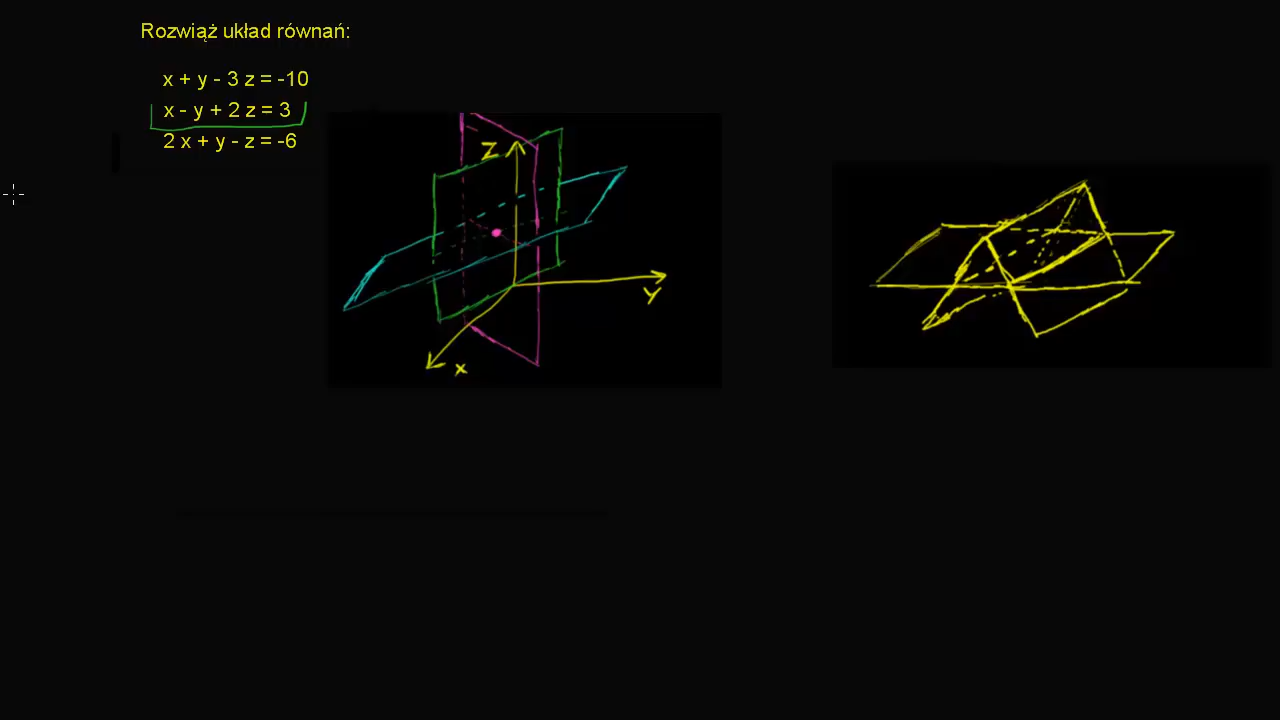 Rozwiąż układ równań:
x + y - 3 z = -10
x - y + 2 z = 3
2 x + y - z = -6
z
y
x